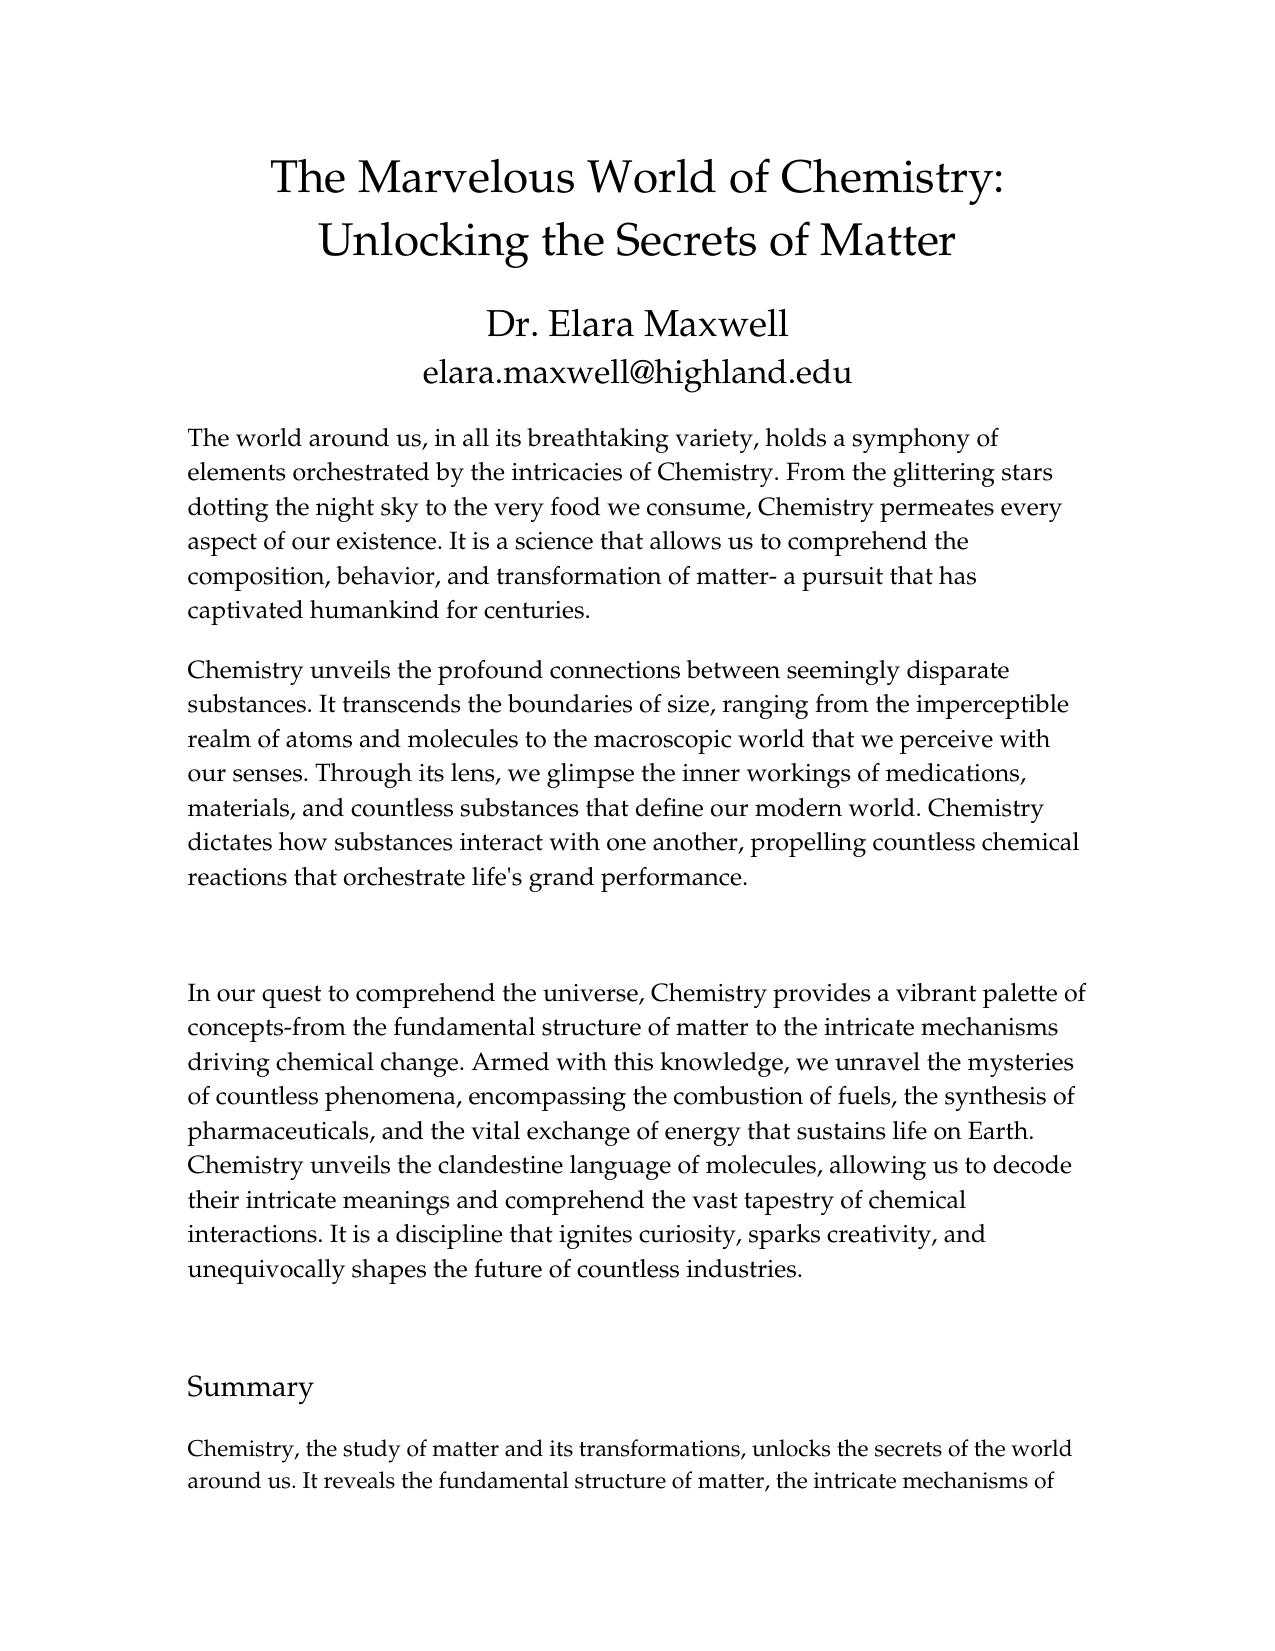 The Marvelous World of Chemistry:
Unlocking the Secrets of Matter
Dr. Elara Maxwell
elara.maxwell@highland.edu
The world around us, in all its breathtaking variety, holds a symphony of
elements orchestrated by the intricacies of Chemistry. From the glittering stars
dotting the night sky to the very food we consume, Chemistry permeates every
aspect of our existence. It is a science that allows us to comprehend the
composition, behavior, and transformation of matter- a pursuit that has
captivated humankind for centuries.
Chemistry unveils the profound connections between seemingly disparate
substances. It transcends the boundaries of size, ranging from the imperceptible
realm of atoms and molecules to the macroscopic world that we perceive with
our senses. Through its lens, we glimpse the inner workings of medications,
materials, and countless substances that define our modern world. Chemistry
dictates how substances interact with one another, propelling countless chemical
reactions that orchestrate life's grand performance.
In our quest to comprehend the universe, Chemistry provides a vibrant palette of
concepts-from the fundamental structure of matter to the intricate mechanisms
driving chemical change. Armed with this knowledge, we unravel the mysteries
of countless phenomena, encompassing the combustion of fuels, the synthesis of
pharmaceuticals, and the vital exchange of energy that sustains life on Earth.
Chemistry unveils the clandestine language of molecules, allowing us to decode
their intricate meanings and comprehend the vast tapestry of chemical
interactions. It is a discipline that ignites curiosity, sparks creativity, and
unequivocally shapes the future of countless industries.
Summary
Chemistry, the study of matter and its transformations, unlocks the secrets of the world
around us. It reveals the fundamental structure of matter, the intricate mechanisms of